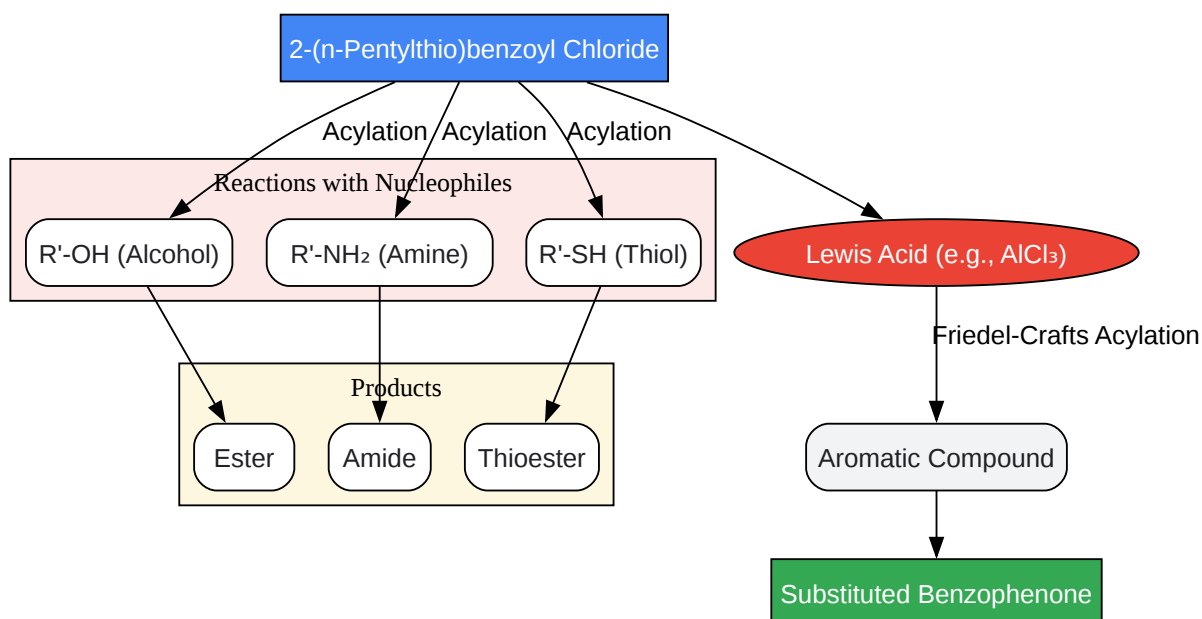 2-(n-Pentylthio)benzoyl Chloride
Acylation
Acylation
Acylation
Reactions with Nucleophiles
R'-OH (Alcohol)
R'-NH₂ (Amine)
R'-SH (Thiol)
Lewis Acid (e.g., AlCl₃)
Friedel-Crafts Acylation
Products
Ester
Amide
Thioester
Aromatic Compound
Substituted Benzophenone